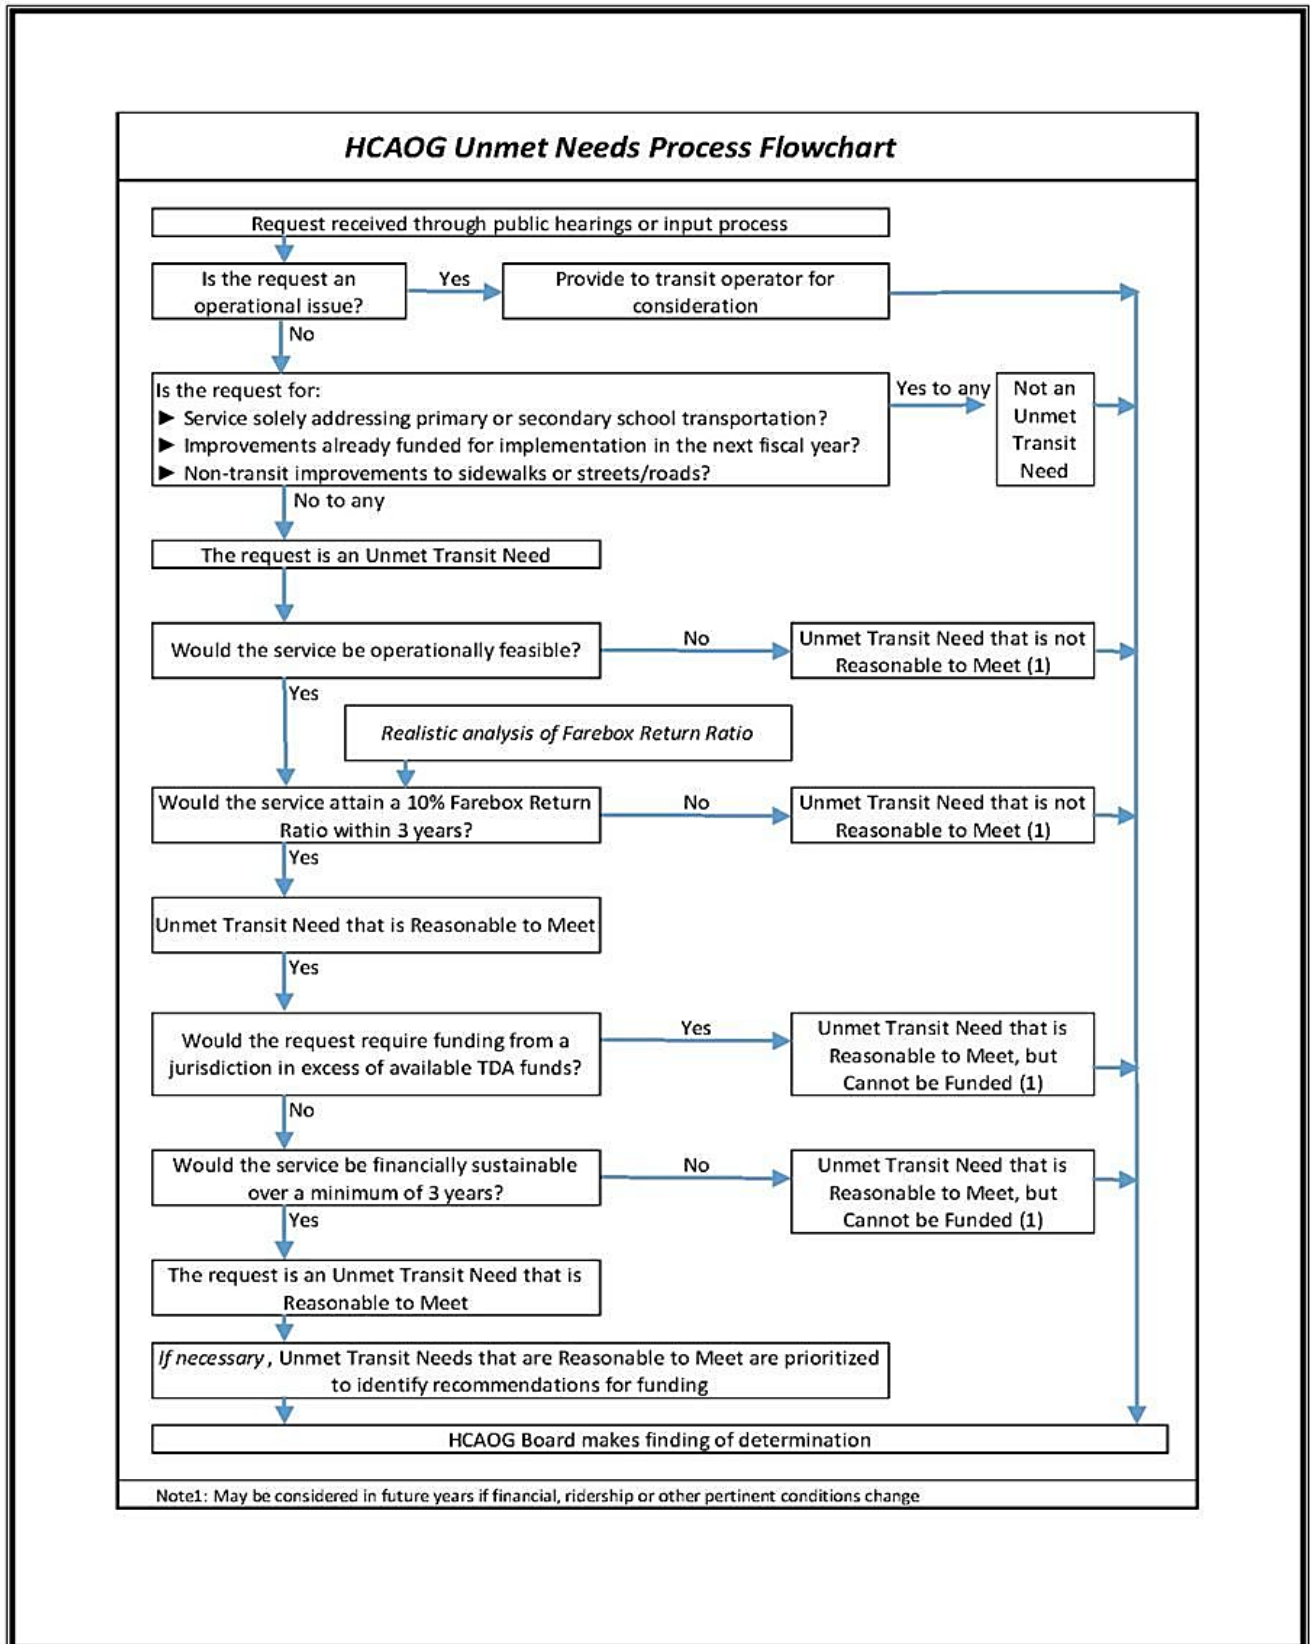 HCAOG Unmet Needs Process Flowchart
Request received through public hearings or input process
Is the request an
operational issue?
Yes
Provide to transit operator for
consideration
No
Is the request for:
► Service solely addressing primary or secondary school transportation?
► Improvements already funded for implementation in the next fiscal year?
► Non-transit improvements to sidewalks or streets/roads?
Yes to any
Not an
Unmet
Transit
Need
No to any
The request is an Unmet Transit Need
Would the service be operationally feasible?
No
Unmet Transit Need that is not
Reasonable to Meet (1)
Yes
Realistic analysis of Farebox Return Ratio
Would the service attain a 10% Farebox Return
Ratio within 3 years?
No
Unmet Transit Need that is not
Reasonable to Meet (1)
Yes
Unmet Transit Need that is Reasonable to Meet
Yes
Would the request require funding from a
jurisdiction in excess of available TDA funds?
Yes
Unmet Transit Need that is
Reasonable to Meet, but
Cannot be Funded (1)
No
Would the service be financially sustainable
over a minimum of 3 years?
No
Unmet Transit Need that is
Reasonable to Meet, but
Cannot be Funded (1)
Yes
The request is an Unmet Transit Need that is
Reasonable to Meet
If necessary, Unmet Transit Needs that are Reasonable to Meet are prioritized
to identify recommendations for funding
HCAOG Board makes finding of determination
Note1: May be considered in future years if financial, ridership or other pertinent conditions change